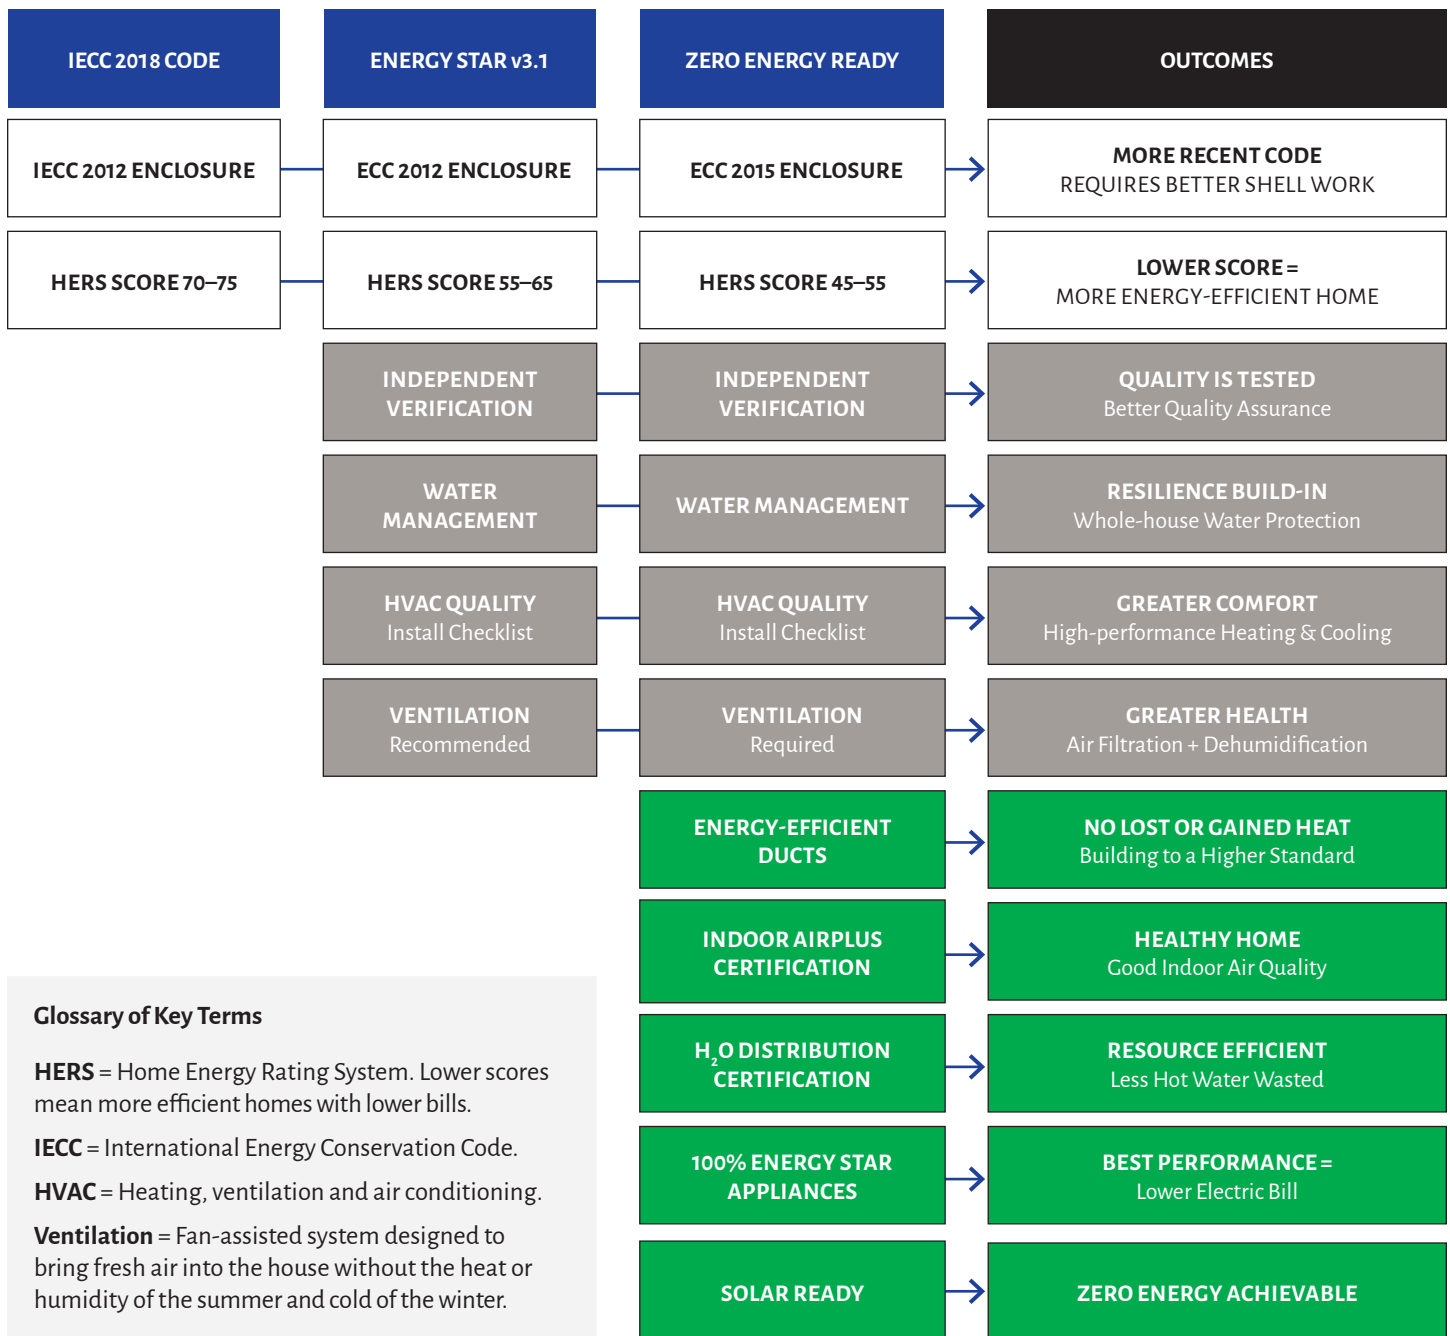 IECC 2018 CODE
ENERGY STAR v3.1
ZERO ENERGY READY
OUTCOMES
IECC 2012 ENCLOSURE
ECC 2012 ENCLOSURE
ECC 2015 ENCLOSURE
MORE RECENT CODE
REQUIRES BETTER SHELL WORK
HERS SCORE 70–75
HERS SCORE 55–65
HERS SCORE 45–55
LOWER SCORE =
MORE ENERGY-EFFICIENT HOME
INDEPENDENT
VERIFICATION
INDEPENDENT
VERIFICATION
QUALITY IS TESTED
Better Quality Assurance
WATER
MANAGEMENT
WATER MANAGEMENT
RESILIENCE BUILD-IN
Whole-house Water Protection
HVAC QUALITY
Install Checklist
HVAC QUALITY
Install Checklist
GREATER COMFORT
High-performance Heating & Cooling
VENTILATION
Recommended
VENTILATION
Required
GREATER HEALTH
Air Filtration + Dehumidification
ENERGY-EFFICIENT
DUCTS
NO LOST OR GAINED HEAT
Building to a Higher Standard
INDOOR AIRPLUS
CERTIFICATION
HEALTHY HOME
Good Indoor Air Quality
H₂O DISTRIBUTION
CERTIFICATION
RESOURCE EFFICIENT
Less Hot Water Wasted
100% ENERGY STAR
APPLIANCES
BEST PERFORMANCE =
Lower Electric Bill
SOLAR READY
ZERO ENERGY ACHIEVABLE
Glossary of Key Terms
HERS = Home Energy Rating System. Lower scores
mean more efficient homes with lower bills.
IECC = International Energy Conservation Code.
HVAC = Heating, ventilation and air conditioning.
Ventilation = Fan-assisted system designed to
bring fresh air into the house without the heat or
humidity of the summer and cold of the winter.